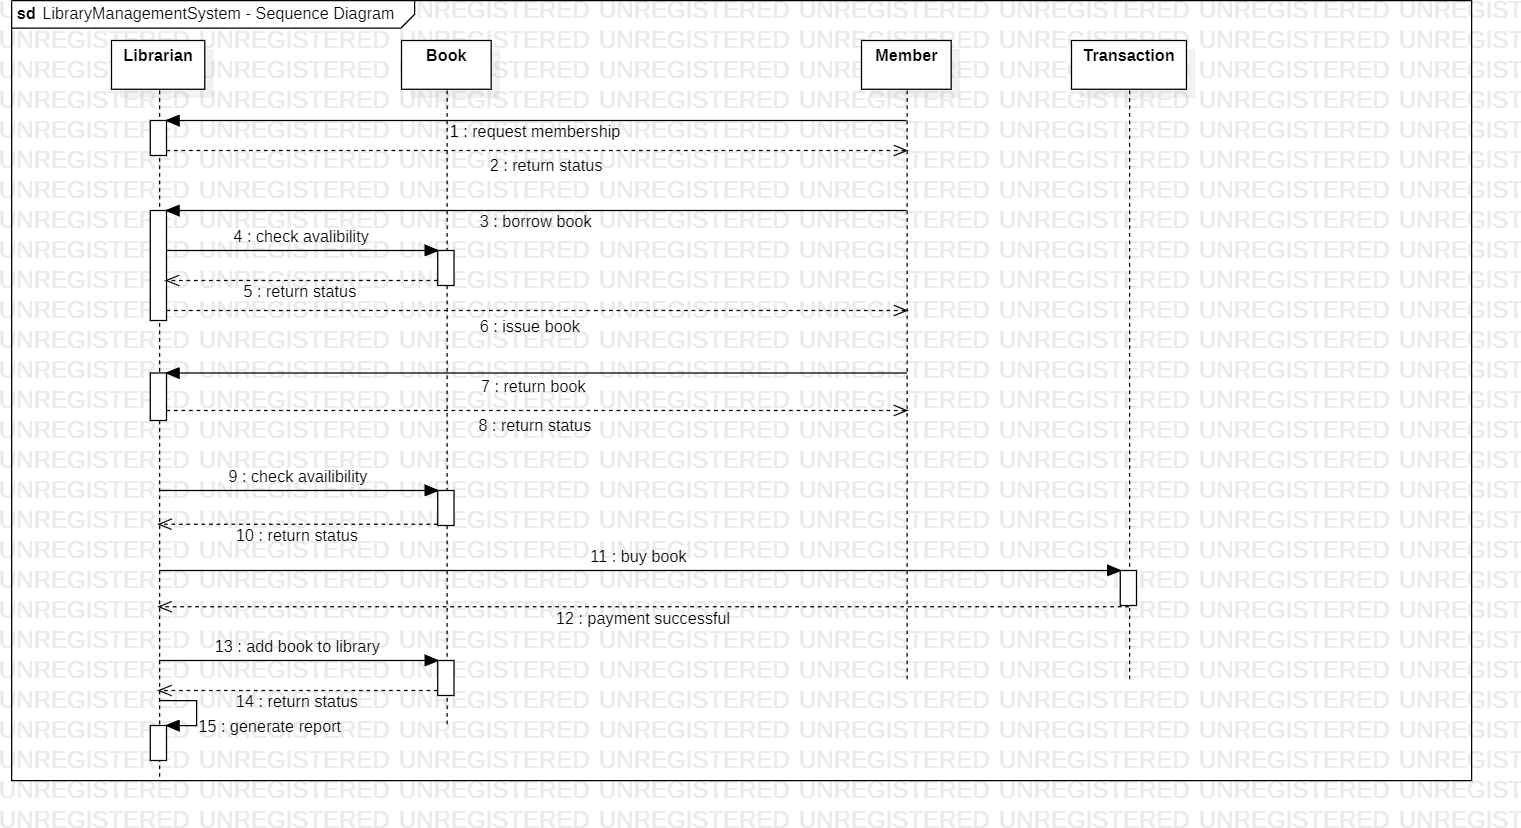 sd LibraryManagementSystem - Sequence Diagram
Librarian
Book
Member
Transaction
1 : request membership
2 : return status
3 : borrow book
4 : check avalibility
5 : return status
6 : issue book
7 : return book
8 : return status
9 : check availibility
10 : return status
11 : buy book
12 : payment successful
13 : add book to library
14 : return status
15 : generate report
UNREGISTERED